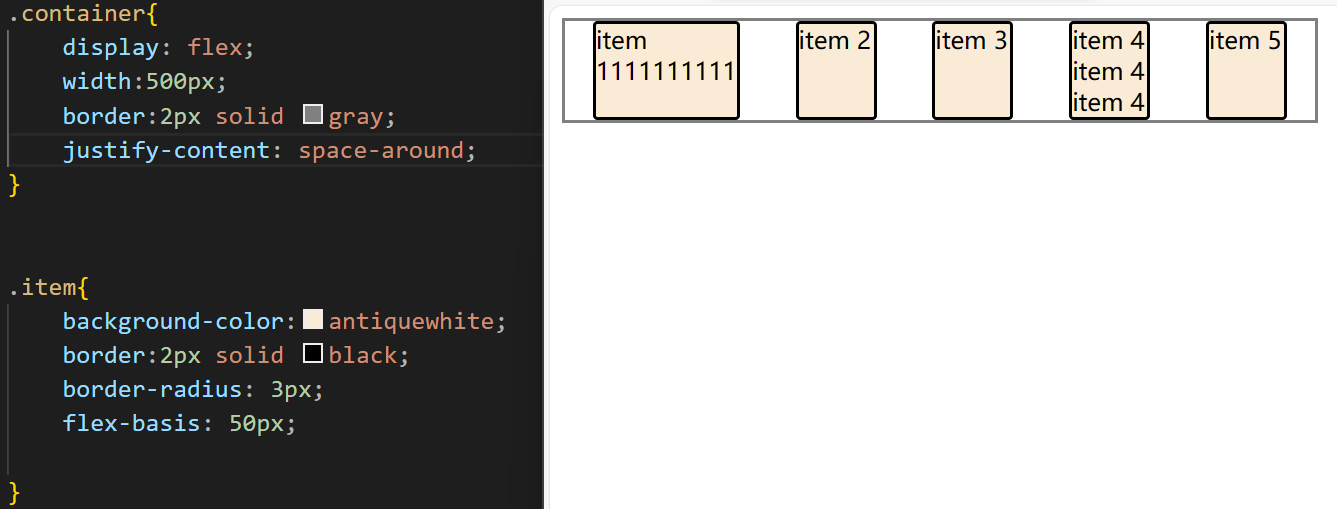 .container{
    display: flex;
    width:500px;
    border:2px solid gray;
    justify-content: space-around;
}
.item{
    background-color: antiquewhite;
    border:2px solid black;
    border-radius: 3px;
    flex-basis: 50px;
}
item
1111111111
item 2
item 3
item 4
item 4
item 4
item 5